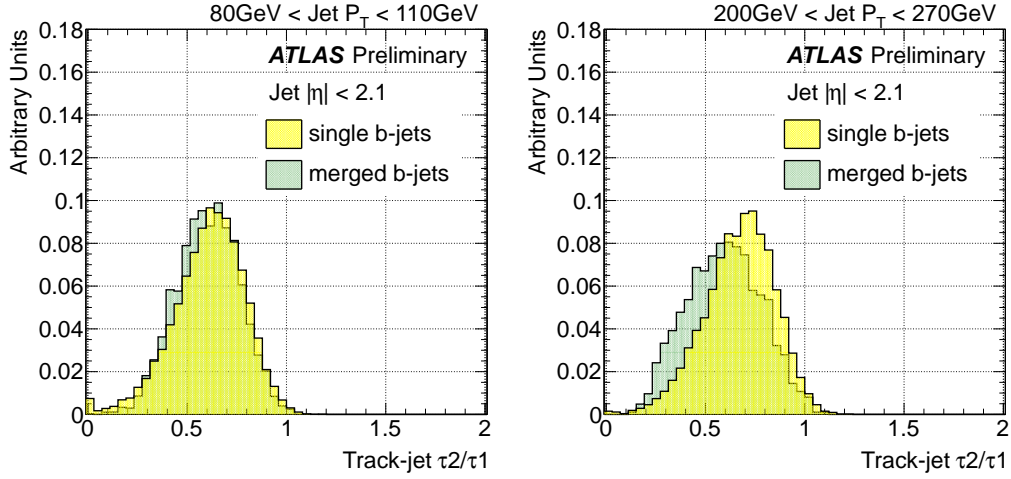 80GeV < Jet P_T < 110GeV
Arbitrary Units
0.18
0.16
0.14
0.12
0.1
0.08
0.06
0.04
0.02
0
ATLAS Preliminary
Jet |η| < 2.1
single b-jets
merged b-jets
0 0.5 1 1.5 2
Track-jet τ2/τ1
200GeV < Jet P_T < 270GeV
Arbitrary Units
0.18
0.16
0.14
0.12
0.1
0.08
0.06
0.04
0.02
0
ATLAS Preliminary
Jet |η| < 2.1
single b-jets
merged b-jets
0 0.5 1 1.5 2
Track-jet τ2/τ1